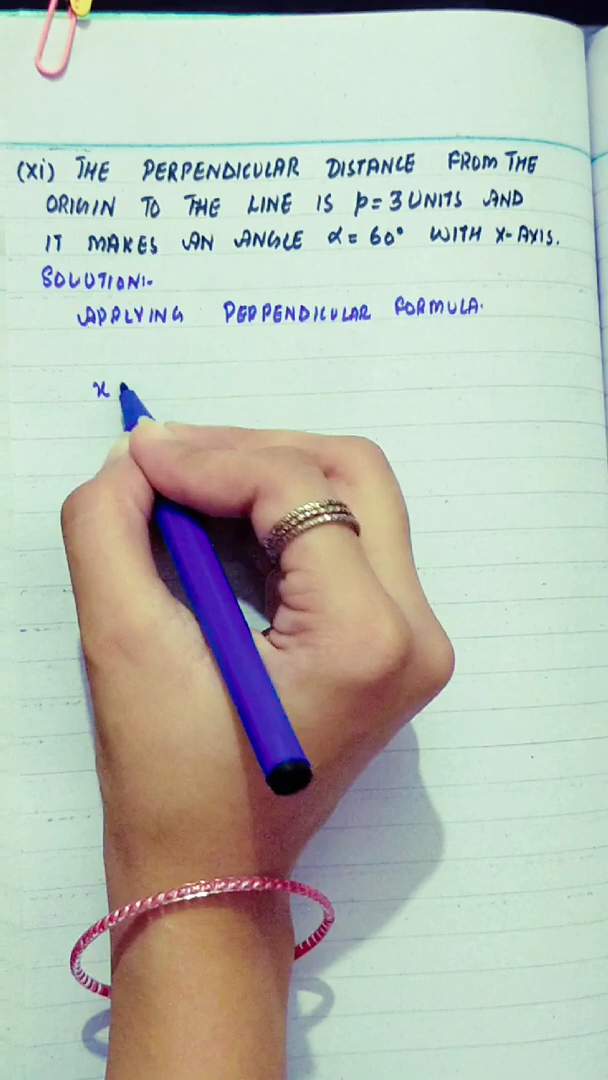 (xi) THE PERPENDICULAR DISTANCE FROM THE
ORIGIN TO THE LINE IS p=3 UNITS AND
IT MAKES AN ANGLE α=60° WITH X-AXIS.
SOLUTION:-
APPLYING PERPENDICULAR FORMULA.
x